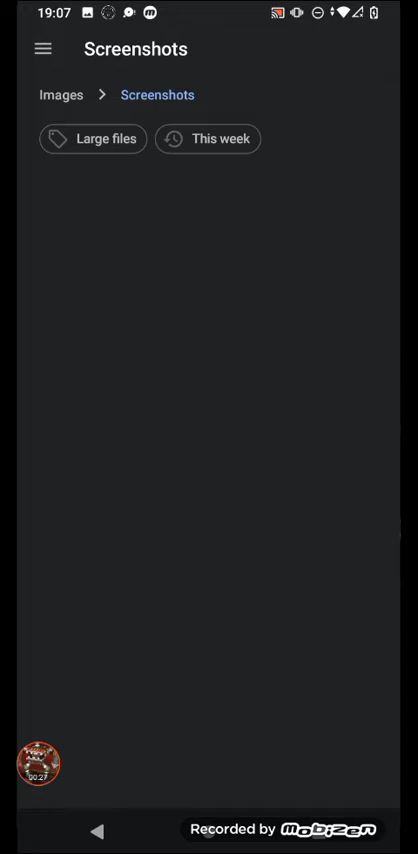 19:07
Screenshots
Images > Screenshots
Large files
This week
00:27
Recorded by mobizen